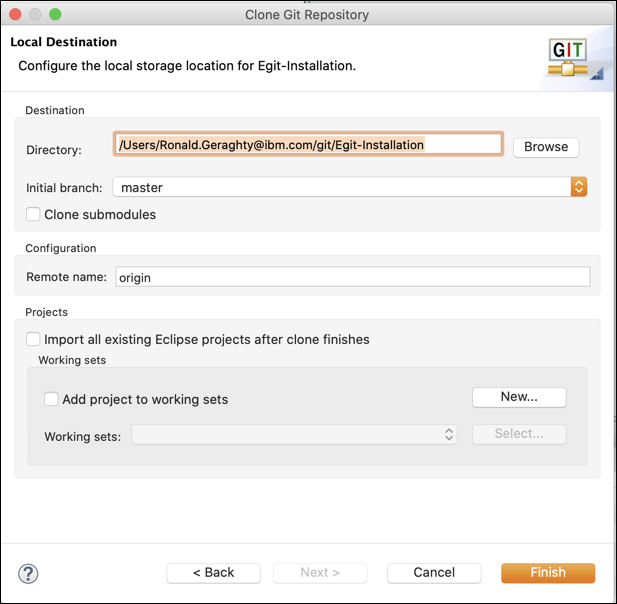 Clone Git Repository
Local Destination
Configure the local storage location for Egit-Installation.
GIT
Destination
Directory: /Users/Ronald.Geraghty@ibm.com/git/Egit-Installation Browse
Initial branch: master
Clone submodules
Configuration
Remote name: origin
Projects
Import all existing Eclipse projects after clone finishes
Working sets
Add project to working sets New...
Working sets: Select...
? < Back Next > Cancel Finish